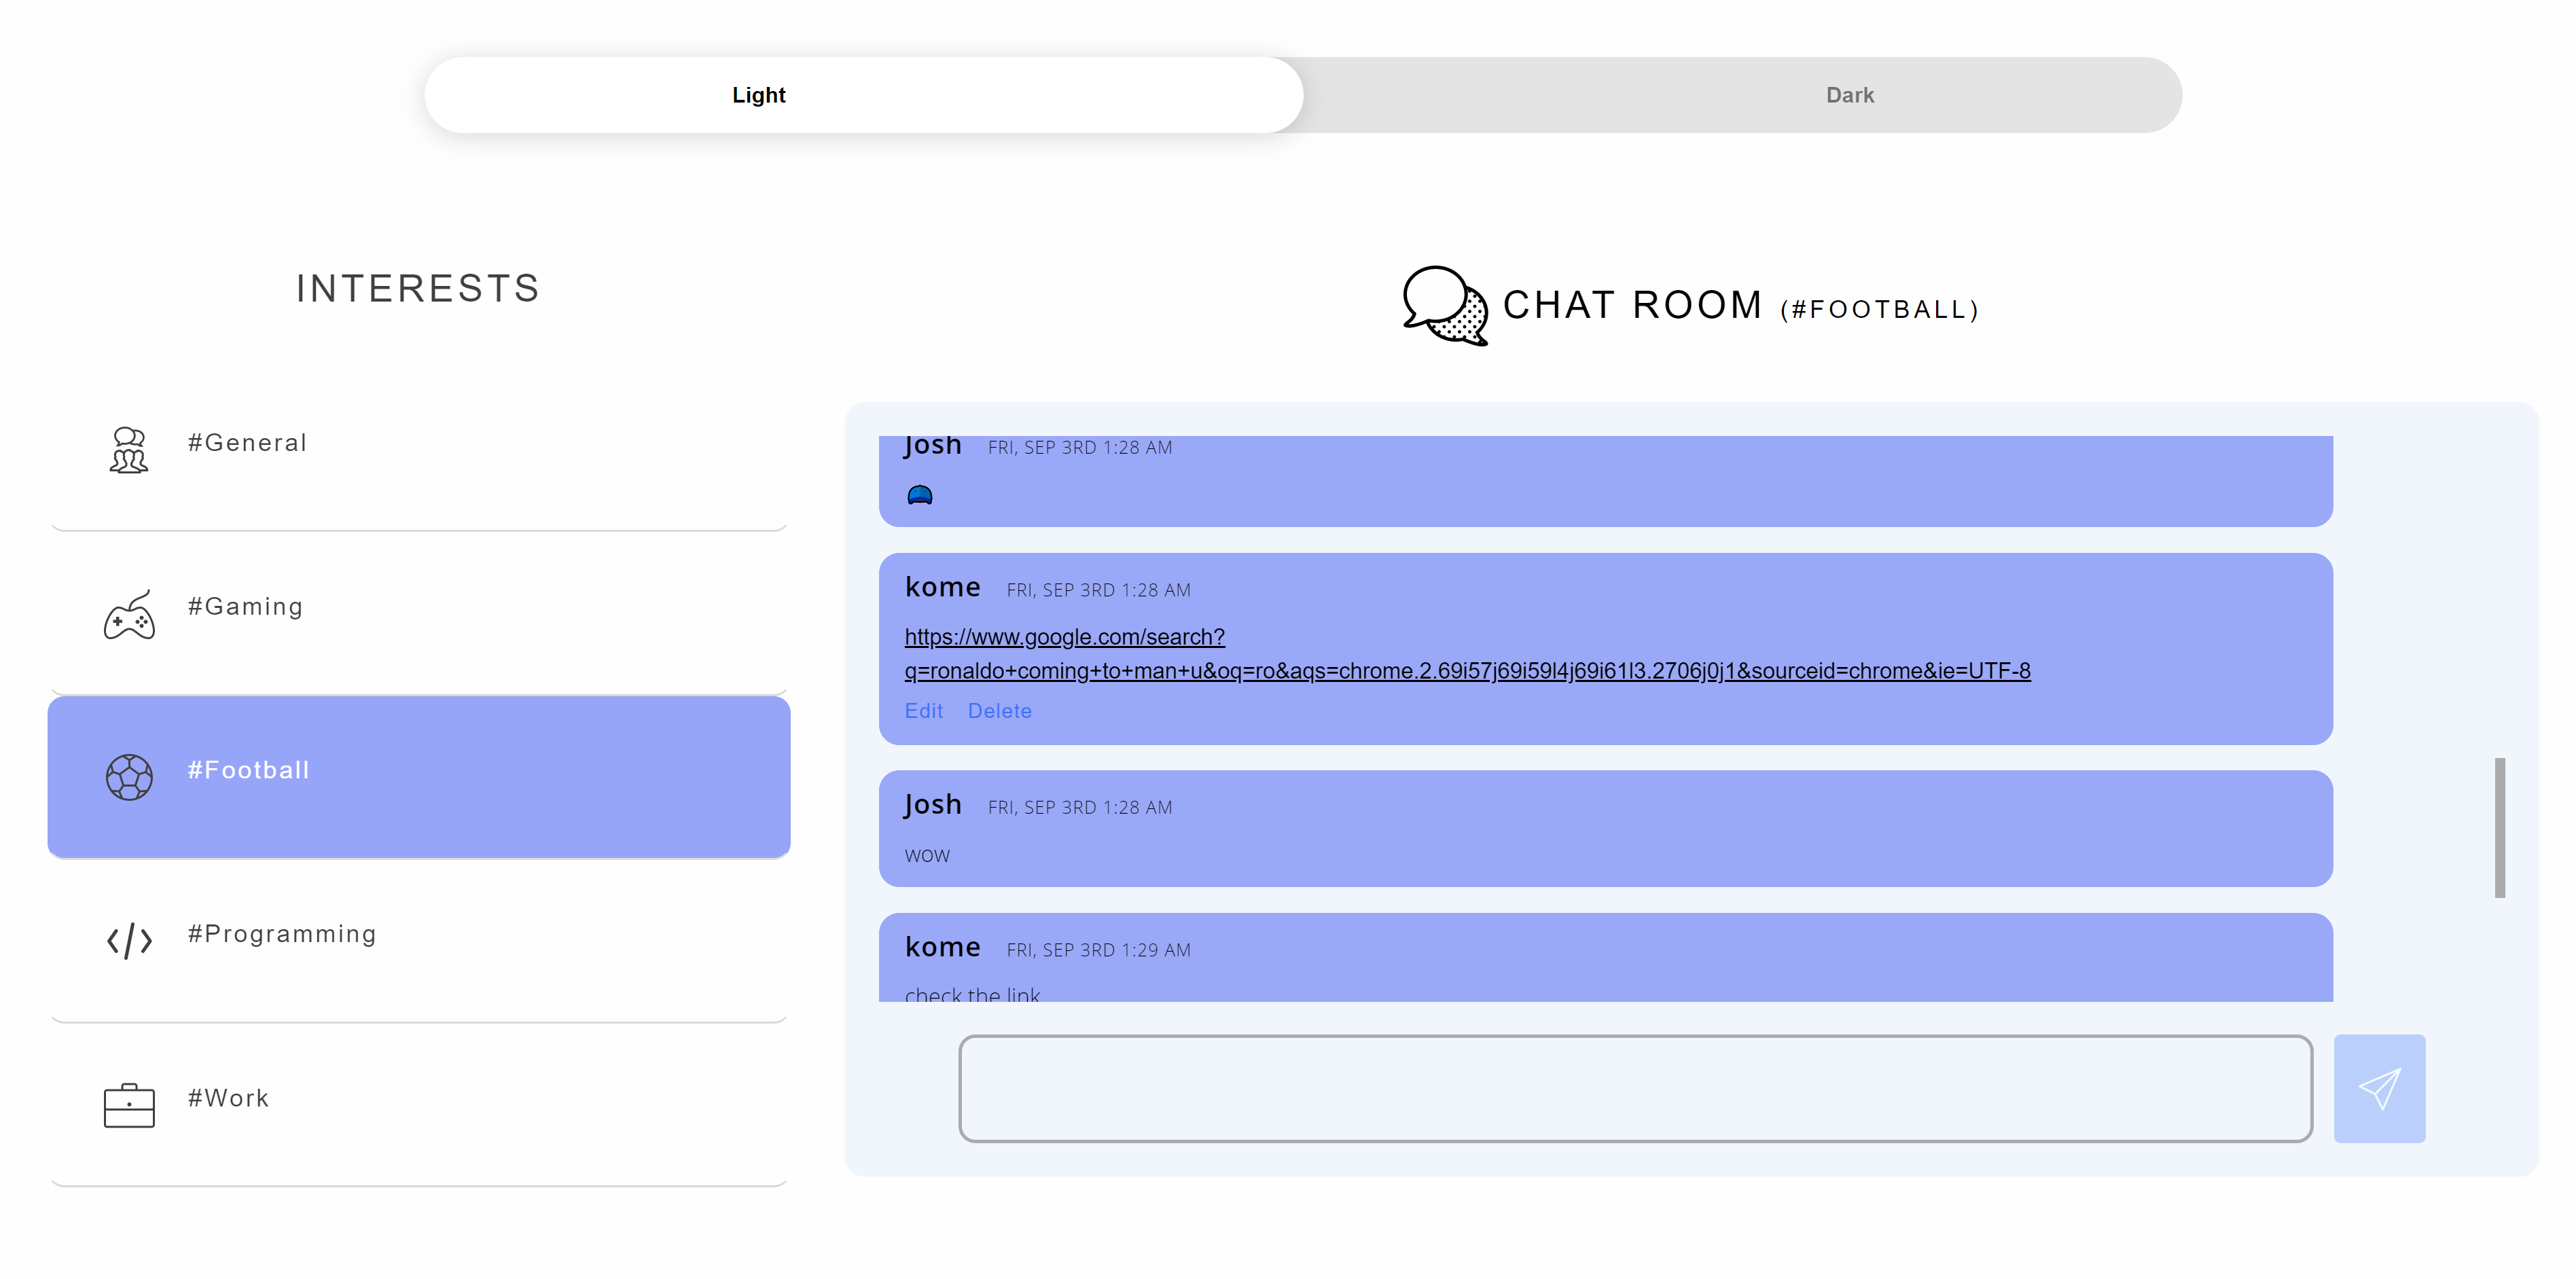 Light
Dark
INTERESTS
CHAT ROOM (#FOOTBALL)
#General
#Gaming
#Football
#Programming
#Work
Josh FRI, SEP 3RD 1:28 AM
kome FRI, SEP 3RD 1:28 AM
https://www.google.com/search?
q=ronaldo+coming+to+man+u&oq=ro&aqs=chrome.2.69i57j69i59l4j69i61l3.2706j0j1&sourceid=chrome&ie=UTF-8
Edit Delete
Josh FRI, SEP 3RD 1:28 AM
wow
kome FRI, SEP 3RD 1:29 AM
check the link